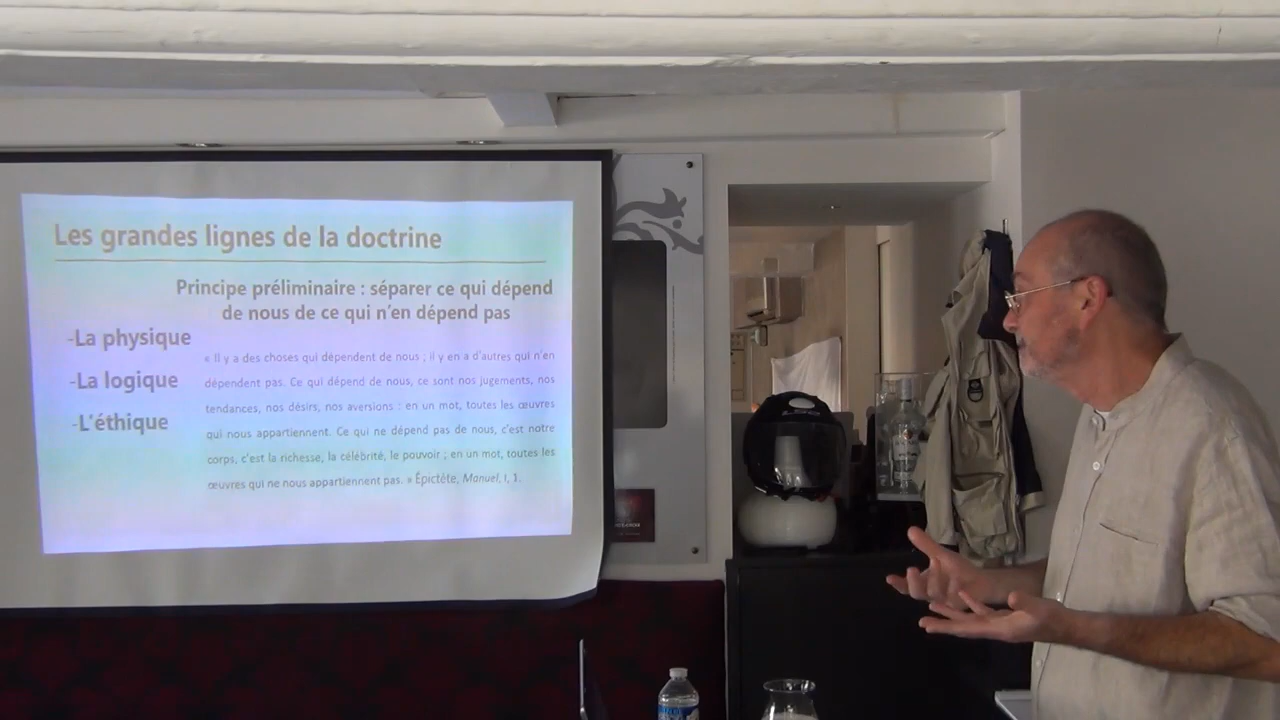 Les grandes lignes de la doctrine
Principe préliminaire : séparer ce qui dépend
de nous de ce qui n'en dépend pas
-La physique
-La logique
-L'éthique
« Il y a des choses qui dépendent de nous ; il y en a d'autres qui n'en
dépendent pas. Ce qui dépend de nous, ce sont nos jugements, nos
tendances, nos désirs, nos aversions : en un mot, toutes les œuvres
qui nous appartiennent. Ce qui ne dépend pas de nous, c'est notre
corps, c'est la richesse, la célébrité, le pouvoir ; en un mot, toutes les
œuvres qui ne nous appartiennent pas. » Épictète, Manuel, I, 1.